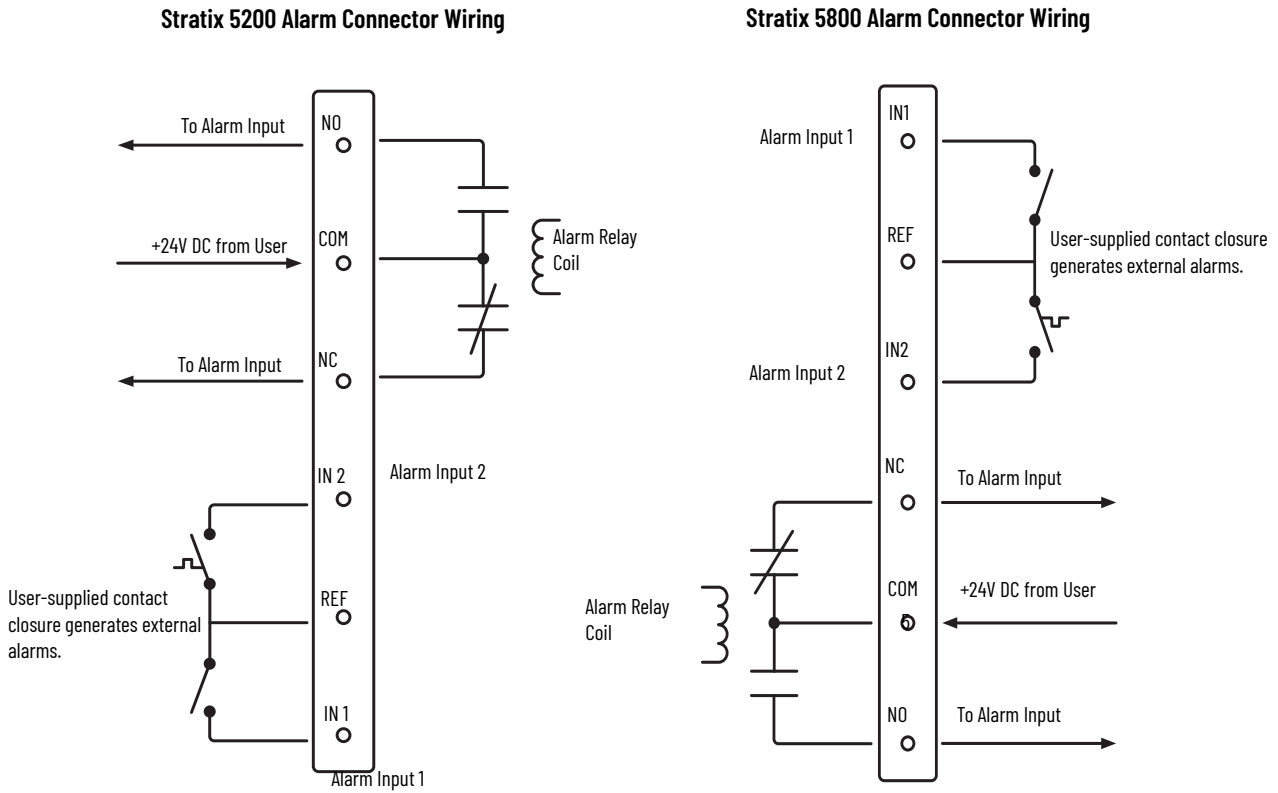 Stratix 5200 Alarm Connector Wiring
NO
To Alarm Input
COM
+24V DC from User
Alarm Relay
Coil
NC
To Alarm Input
IN 2
Alarm Input 2
User-supplied contact
closure generates external
alarms.
REF
IN 1
Alarm Input 1
Stratix 5800 Alarm Connector Wiring
IN1
Alarm Input 1
REF
User-supplied contact closure
generates external alarms.
IN2
Alarm Input 2
NC
To Alarm Input
Alarm Relay
Coil
COM
+24V DC from User
NO
To Alarm Input